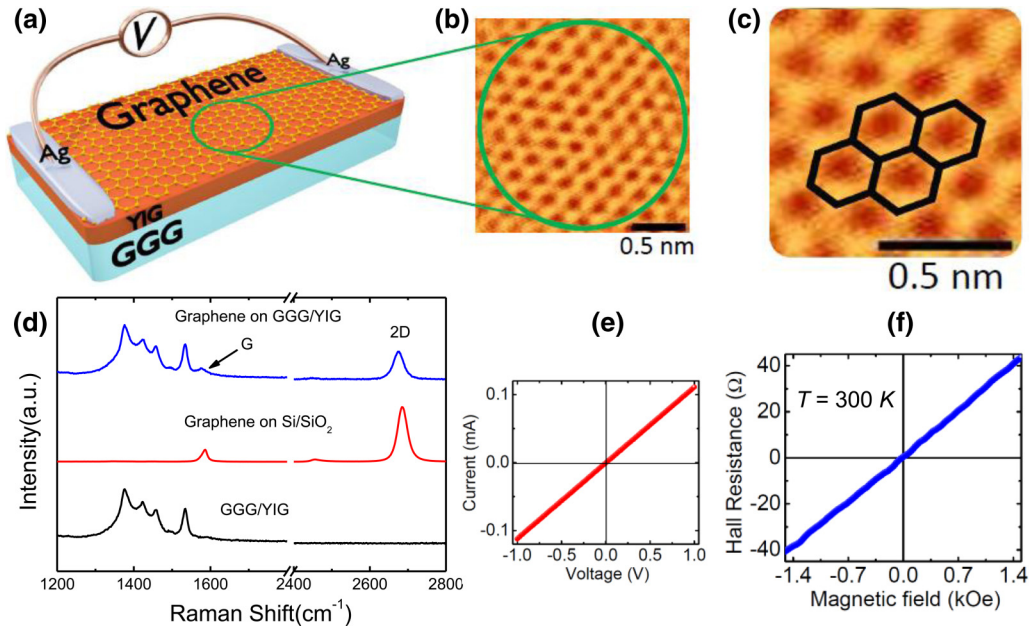 (a)
V
Ag
Graphene
Ag
YIG
GGG
(b)
0.5 nm
(c)
0.5 nm
(d)
Graphene on GGG/YIG
2D
G
Graphene on Si/SiO2
GGG/YIG
Intensity(a.u.)
1200 1400 1600 2400 2600 2800
Raman Shift(cm-1)
(e)
0.1
0.0
-0.1
Current (mA)
-1.0 -0.5 0.0 0.5 1.0
Voltage (V)
(f)
T = 300 K
40
20
0
-20
-40
Hall Resistance (Ω)
-1.4 -0.7 0.0 0.7 1.4
Magnetic field (kOe)